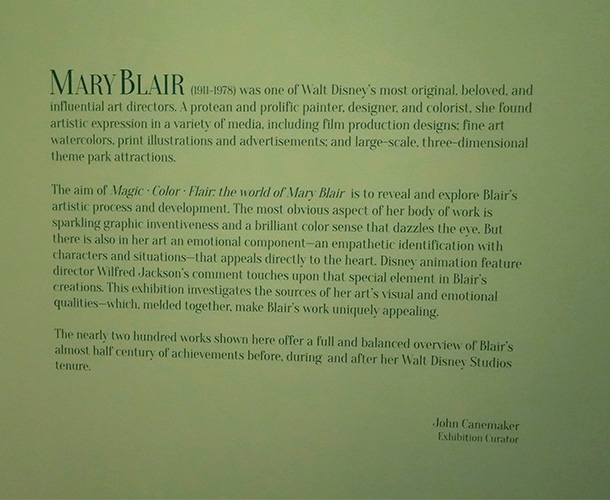 MARY BLAIR (1911-1978) was one of Walt Disney's most original, beloved, and
influential art directors. A protean and prolific painter, designer, and colorist, she found
artistic expression in a variety of media, including film production designs; fine art
watercolors, print illustrations and advertisements; and large-scale, three-dimensional
theme park attractions.
The aim of Magic · Color · Flair: the world of Mary Blair is to reveal and explore Blair's
artistic process and development. The most obvious aspect of her body of work is
sparkling graphic inventiveness and a brilliant color sense that dazzles the eye. But
there is also in her art an emotional component—an empathetic identification with
characters and situations—that appeals directly to the heart. Disney animation feature
director Wilfred Jackson's comment touches upon that special element in Blair's
creations. This exhibition investigates the sources of her art's visual and emotional
qualities—which, melded together, make Blair's work uniquely appealing.
The nearly two hundred works shown here offer a full and balanced overview of Blair's
almost half century of achievements before, during and after her Walt Disney Studios
tenure.
John Canemaker
Exhibition Curator